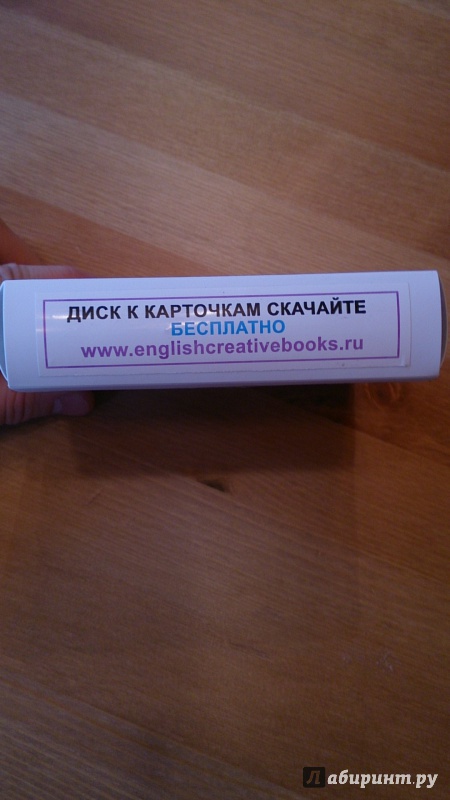 ДИСК К КАРТОЧКАМ СКАЧАЙТЕ
БЕСПЛАТНО
www.englishcreativebooks.ru
Лабиринт.ру